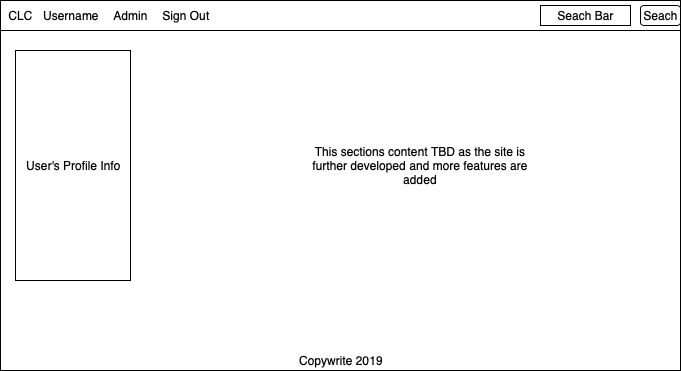 CLC Username Admin Sign Out Seach Bar Seach
User's Profile Info
This sections content TBD as the site is
further developed and more features are
added
Copywrite 2019